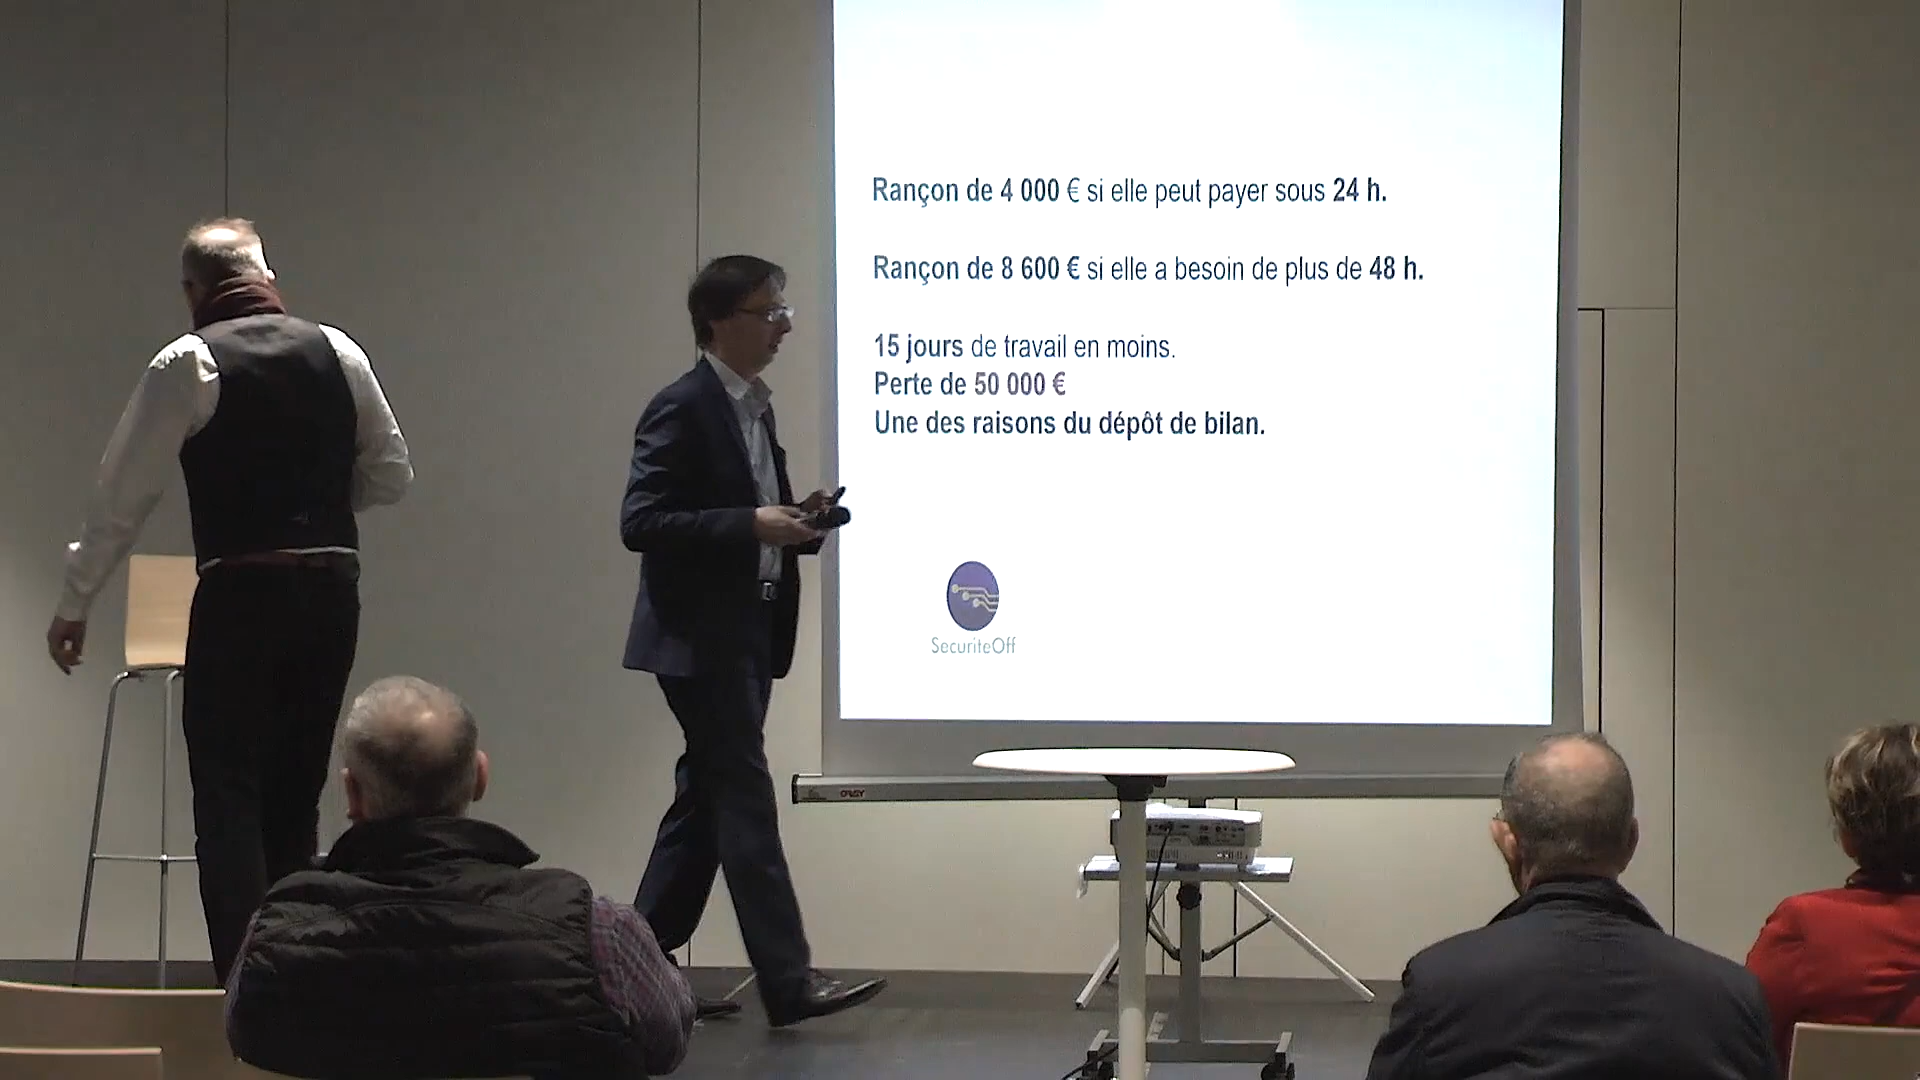 Rançon de 4 000 € si elle peut payer sous 24 h.
Rançon de 8 600 € si elle a besoin de plus de 48 h.
15 jours de travail en moins.
Perte de 50 000 €
Une des raisons du dépôt de bilan.
SecuriteOff